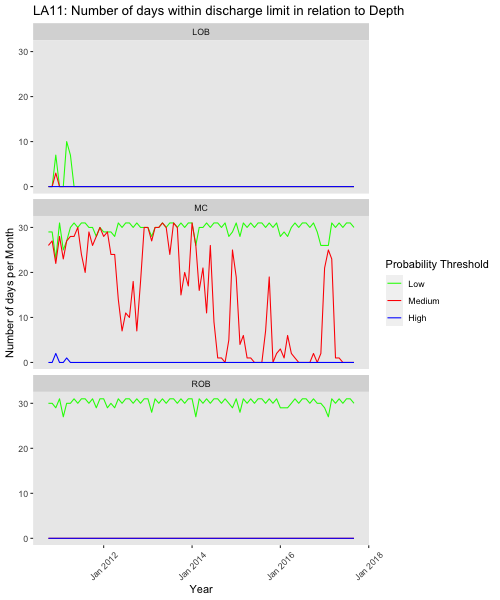 LA11: Number of days within discharge limit in relation to Depth
LOB
30
20
10
0
MC
30
20
10
0
ROB
30
20
10
0
Number of days per Month
Jan 2012
Jan 2014
Jan 2016
Jan 2018
Year
Probability Threshold
Low
Medium
High